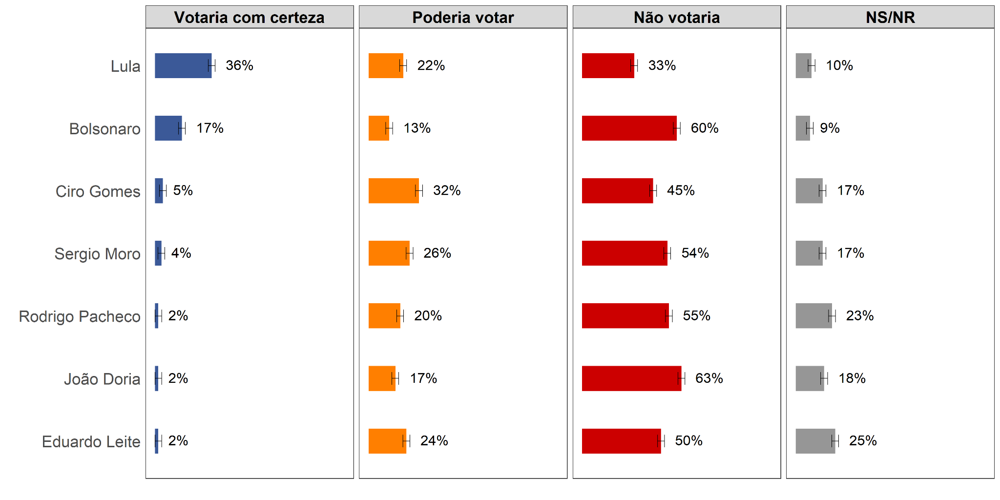 Votaria com certeza Poderia votar Não votaria NS/NR
Lula 36% 22% 33% 10%
Bolsonaro 17% 13% 60% 9%
Ciro Gomes 5% 32% 45% 17%
Sergio Moro 4% 26% 54% 17%
Rodrigo Pacheco 2% 20% 55% 23%
João Doria 2% 17% 63% 18%
Eduardo Leite 2% 24% 50% 25%